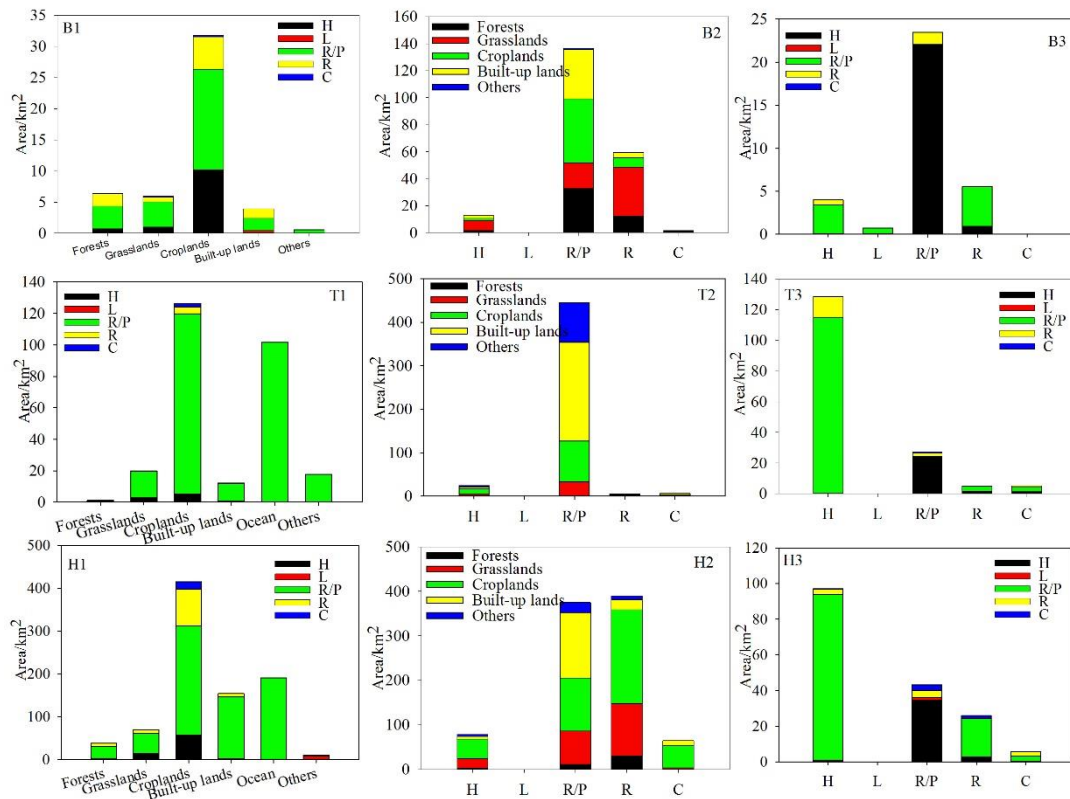 B1
Area/km2
35
30
25
20
15
10
5
0
H
L
R/P
R
C
Forests
Grasslands
Croplands
Built-up lands
Others
B2
Area/km2
160
140
120
100
80
60
40
20
0
Forests
Grasslands
Croplands
Built-up lands
Others
H
L
R/P
R
C
B3
Area/km2
25
20
15
10
5
0
H
L
R/P
R
C
H
L
R/P
R
C
T1
Area/km2
140
120
100
80
60
40
20
0
H
L
R/P
R
C
Forests
Grasslands
Croplands
Built-up lands
Ocean
Others
T2
Area/km2
500
400
300
200
100
0
Forests
Grasslands
Croplands
Built-up lands
Others
H
L
R/P
R
C
T3
Area/km2
140
120
100
80
60
40
20
0
H
L
R/P
R
C
H
L
R/P
R
C
H1
Area/km2
500
400
300
200
100
0
H
L
R/P
R
C
Forests
Grasslands
Croplands
Built-up lands
Ocean
Others
H2
Area/km2
500
400
300
200
100
0
Forests
Grasslands
Croplands
Built-up lands
Others
H
L
R/P
R
C
H3
Area/km2
120
100
80
60
40
20
0
H
L
R/P
R
C
H
L
R/P
R
C